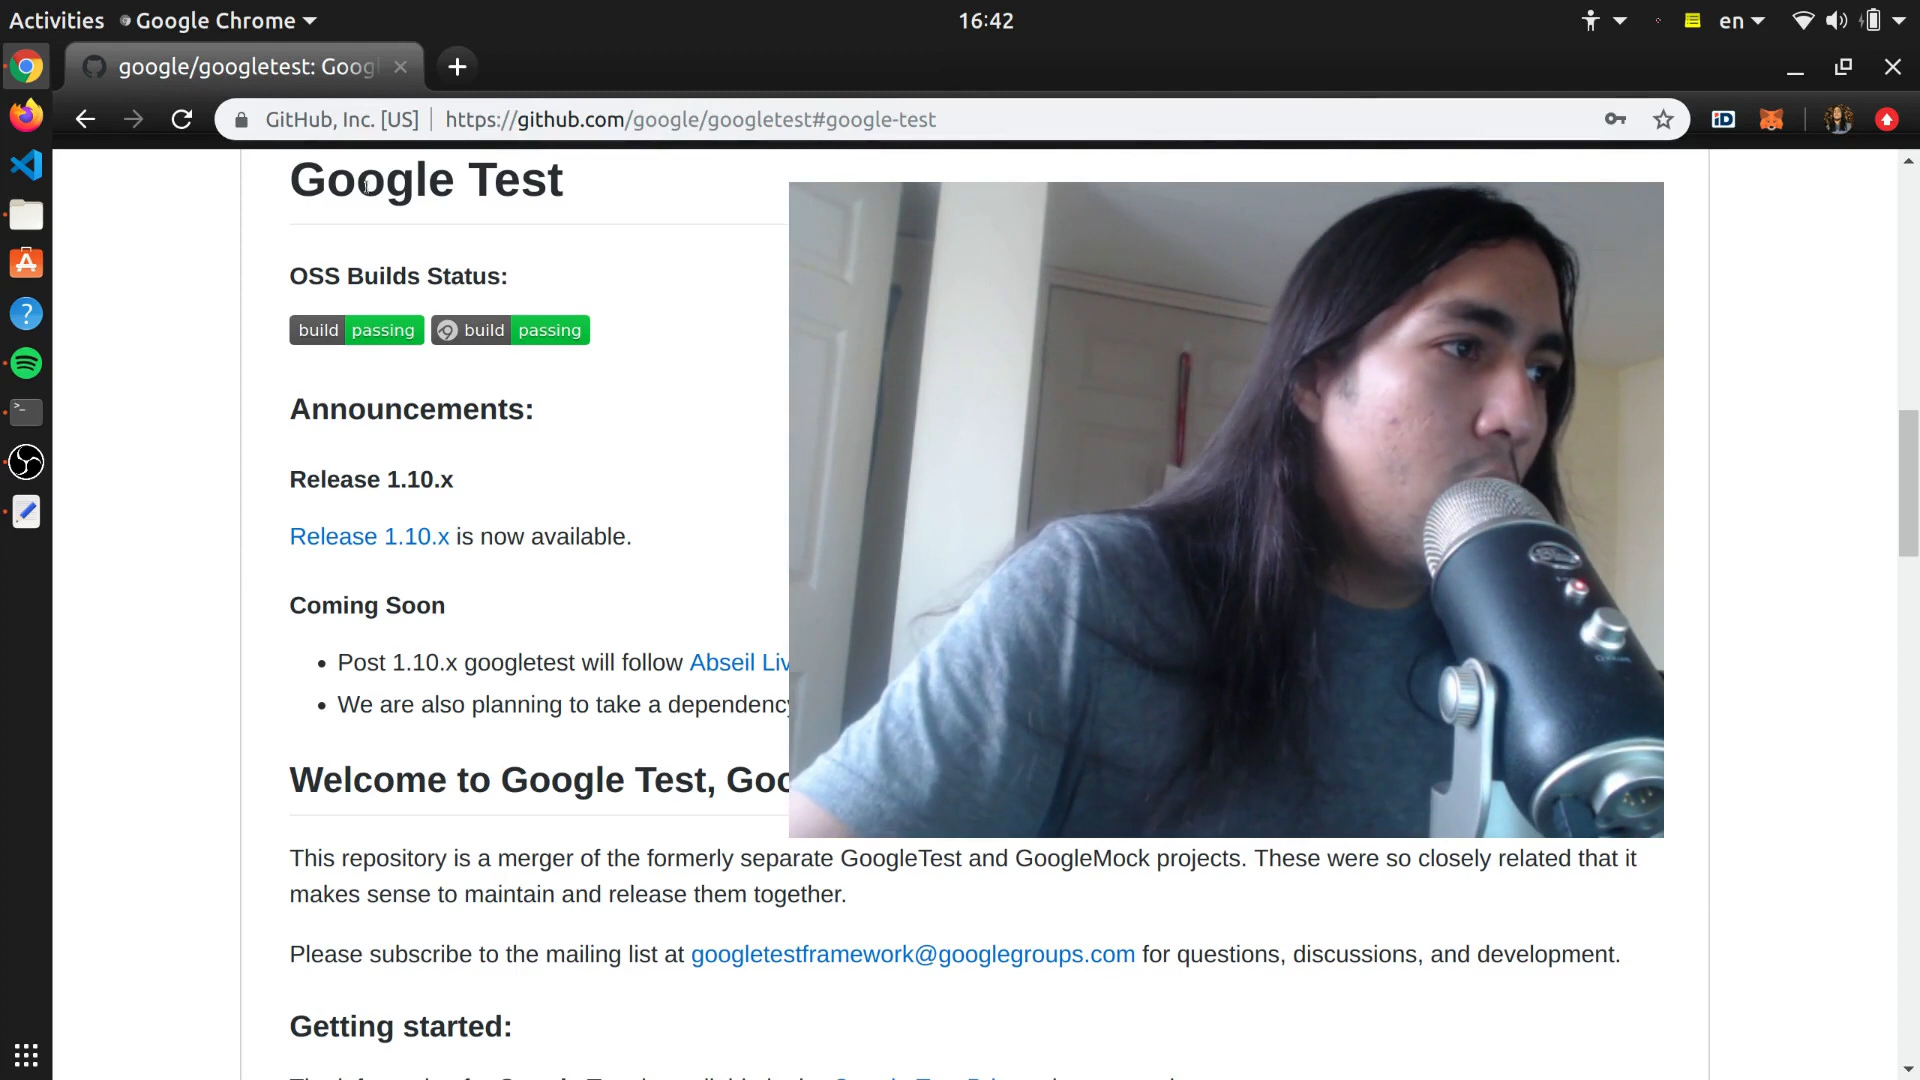 Activities Google Chrome 16:42 en
google/googletest: Goog
GitHub, Inc. [US] https://github.com/google/googletest#google-test iD
Google Test
OSS Builds Status:
build passing build passing
Announcements:
Release 1.10.x
Release 1.10.x is now available.
Coming Soon
• Post 1.10.x googletest will follow Abseil Liv
• We are also planning to take a dependency
Welcome to Google Test, Goo
This repository is a merger of the formerly separate GoogleTest and GoogleMock projects. These were so closely related that it
makes sense to maintain and release them together.
Please subscribe to the mailing list at googletestframework@googlegroups.com for questions, discussions, and development.
Getting started: